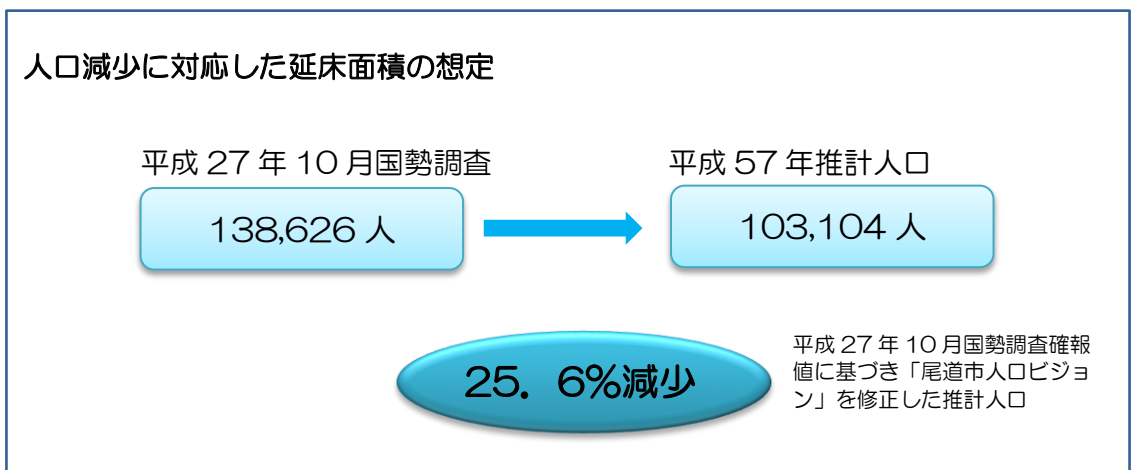 人口減少に対応した延床面積の想定
平成 27 年 10 月国勢調査
平成 57 年推計人口
138,626 人
103,104 人
25．6%減少
平成 27 年 10 月国勢調査確報
値に基づき「尾道市人口ビジョ
ン」を修正した推計人口